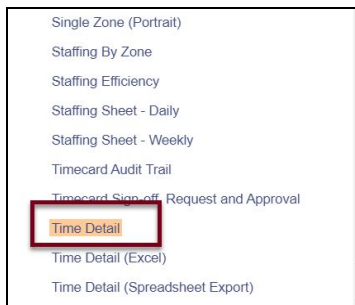 Single Zone (Portrait)
Staffing By Zone
Staffing Efficiency
Staffing Sheet - Daily
Staffing Sheet - Weekly
Timecard Audit Trail
Timecard Sign-off, Request and Approval
Time Detail
Time Detail (Excel)
Time Detail (Spreadsheet Export)